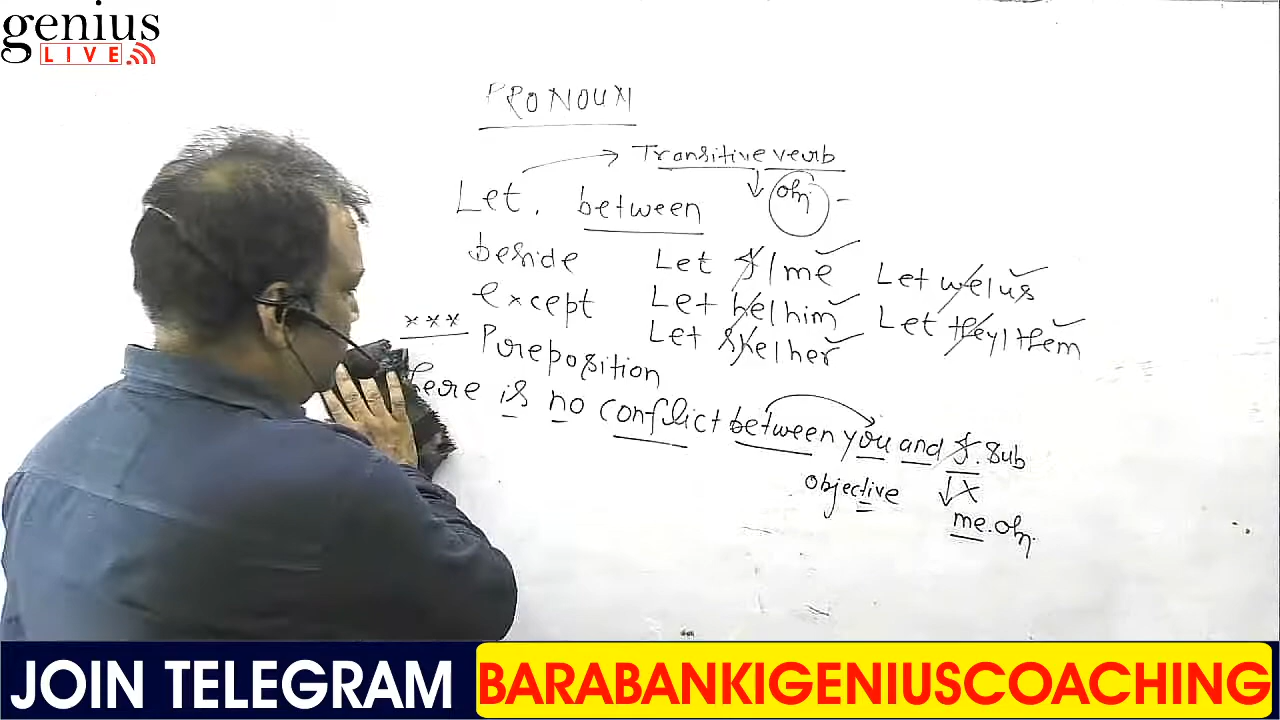 genius
LIVE
PRONOUN
Transitive verb
Let, between obj -
beside Let I/me Let we/us
except Let he/him Let they/them
*** Let she/her
Preposition
here is no conflict between you and I. Sub
objective X
me. obj.
JOIN TELEGRAM BARABANKIGENIUSCOACHING